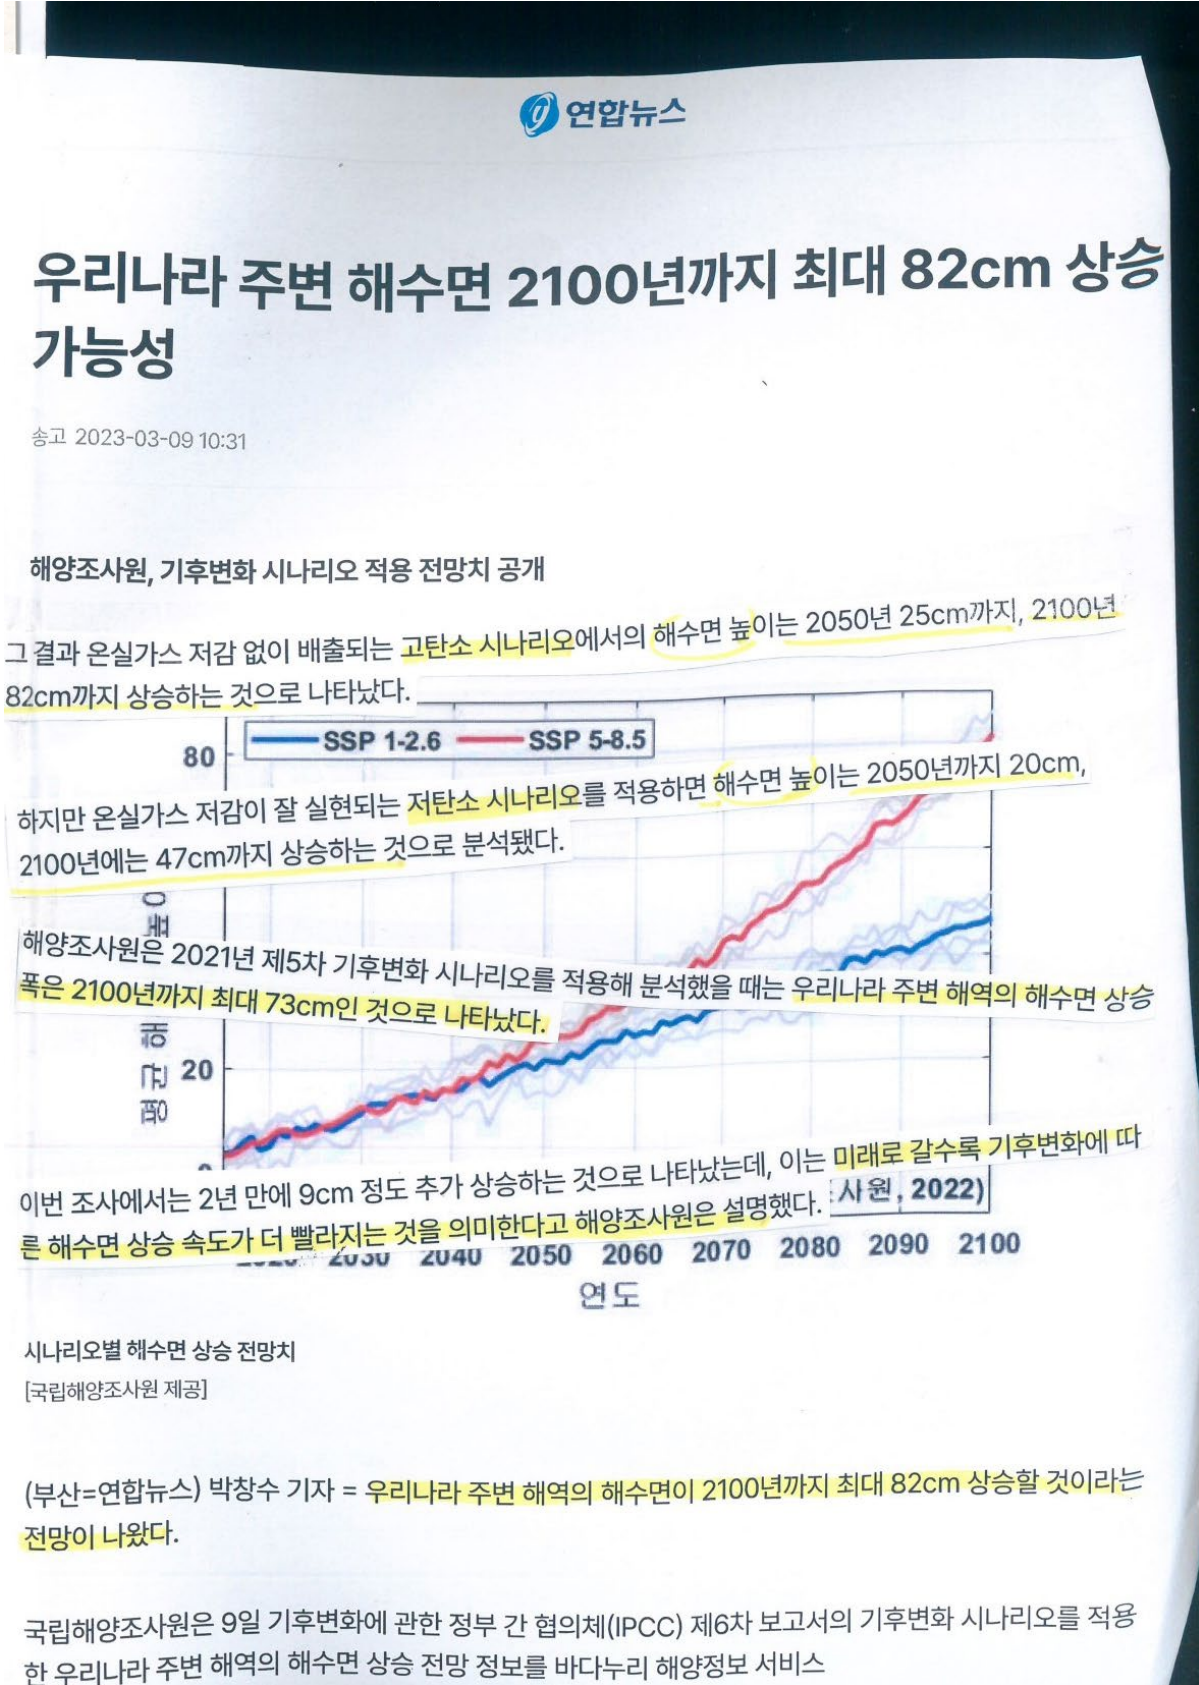 연합뉴스
우리나라 주변 해수면 2100년까지 최대 82cm 상승
가능성
송고 2023-03-09 10:31
해양조사원, 기후변화 시나리오 적용 전망치 공개
그 결과 온실가스 저감 없이 배출되는 고탄소 시나리오에서의 해수면 높이는 2050년 25cm까지, 2100년
82cm까지 상승하는 것으로 나타났다.
80
SSP 1-2.6 SSP 5-8.5
하지만 온실가스 저감이 잘 실현되는 저탄소 시나리오를 적용하면 해수면 높이는 2050년까지 20cm,
2100년에는 47cm까지 상승하는 것으로 분석됐다.
해양조사원은 2021년 제5차 기후변화 시나리오를 적용해 분석했을 때는 우리나라 주변 해역의 해수면 상승
폭은 2100년까지 최대 73cm인 것으로 나타났다.
평균 해
20
이번 조사에서는 2년 만에 9cm 정도 추가 상승하는 것으로 나타났는데, 이는 미래로 갈수록 기후변화에 따
른 해수면 상승 속도가 더 빨라지는 것을 의미한다고 해양조사원은 설명했다.
사원, 2022)
2030 2040 2050 2060 2070 2080 2090 2100
연도
시나리오별 해수면 상승 전망치
[국립해양조사원 제공]
(부산=연합뉴스) 박창수 기자 = 우리나라 주변 해역의 해수면이 2100년까지 최대 82cm 상승할 것이라는
전망이 나왔다.
국립해양조사원은 9일 기후변화에 관한 정부 간 협의체(IPCC) 제6차 보고서의 기후변화 시나리오를 적용
한 우리나라 주변 해역의 해수면 상승 전망 정보를 바다누리 해양정보 서비스